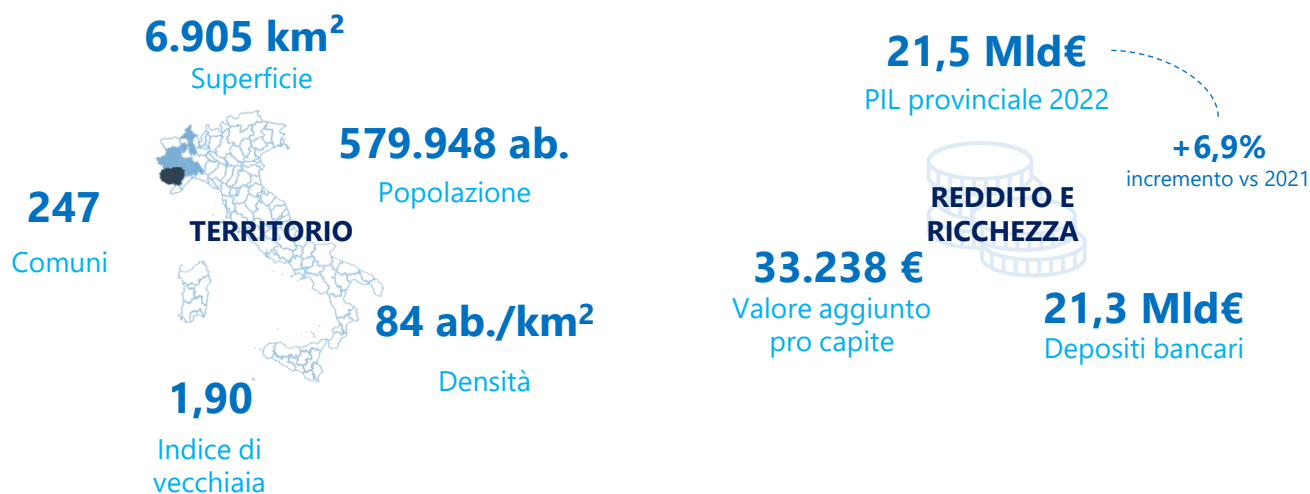 6.905 km²
Superficie
579.948 ab.
Popolazione
247
Comuni
TERRITORIO
84 ab./km²
Densità
1,90
Indice di
vecchiaia
21,5 Mld€
PIL provinciale 2022
+6,9%
incremento vs 2021
REDDITO E
RICCHEZZA
33.238 €
Valore aggiunto
pro capite
21,3 Mld€
Depositi bancari